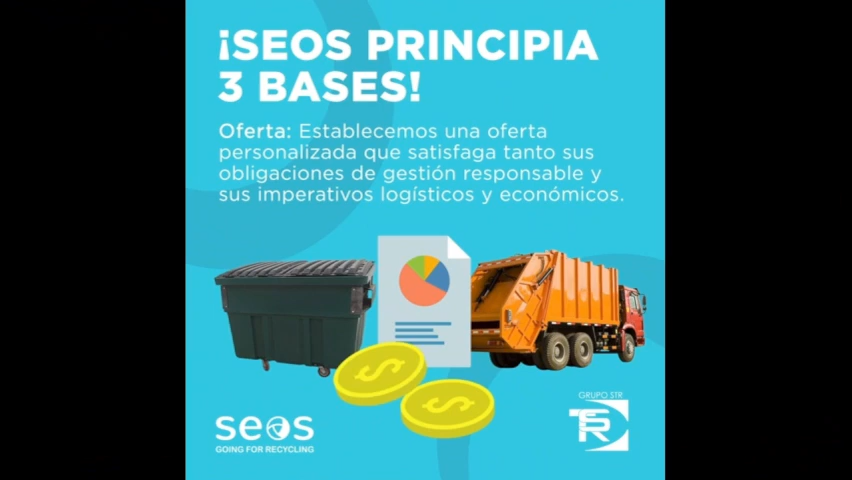 ¡SEOS PRINCIPIA
3 BASES!
Oferta: Establecemos una oferta
personalizada que satisfaga tanto sus
obligaciones de gestión responsable y
sus imperativos logísticos y económicos.
$
$
seos
GOING FOR RECYCLING
GRUPO STR
STR